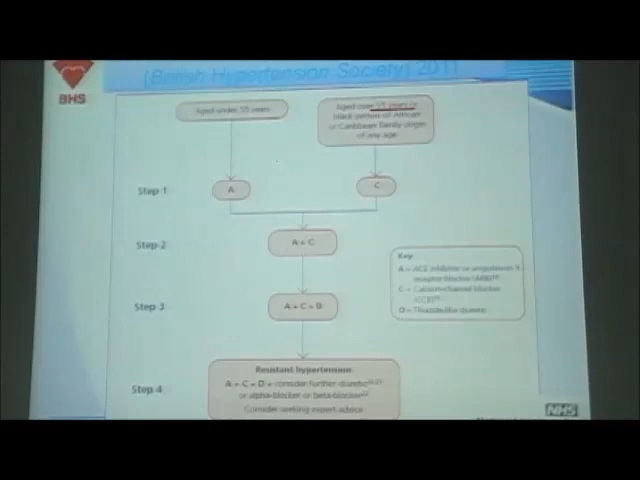 (British Hypertension Society) 2011
BHS
Aged under 55 years
Aged over 55 years or
black person of African
or Caribbean family origin
of any age
Step 1
A
C
Step 2
A + C
Key
A = ACE inhibitor or angiotensin II
receptor blocker (ARB)
C = Calcium-channel blocker
(CCB)
D = Thiazide-like diuretic
Step 3
A + C + D
Resistant hypertension
Step 4
A + C + D + consider further diuretic
or alpha-blocker or beta-blocker
Consider seeking expert advice
NHS